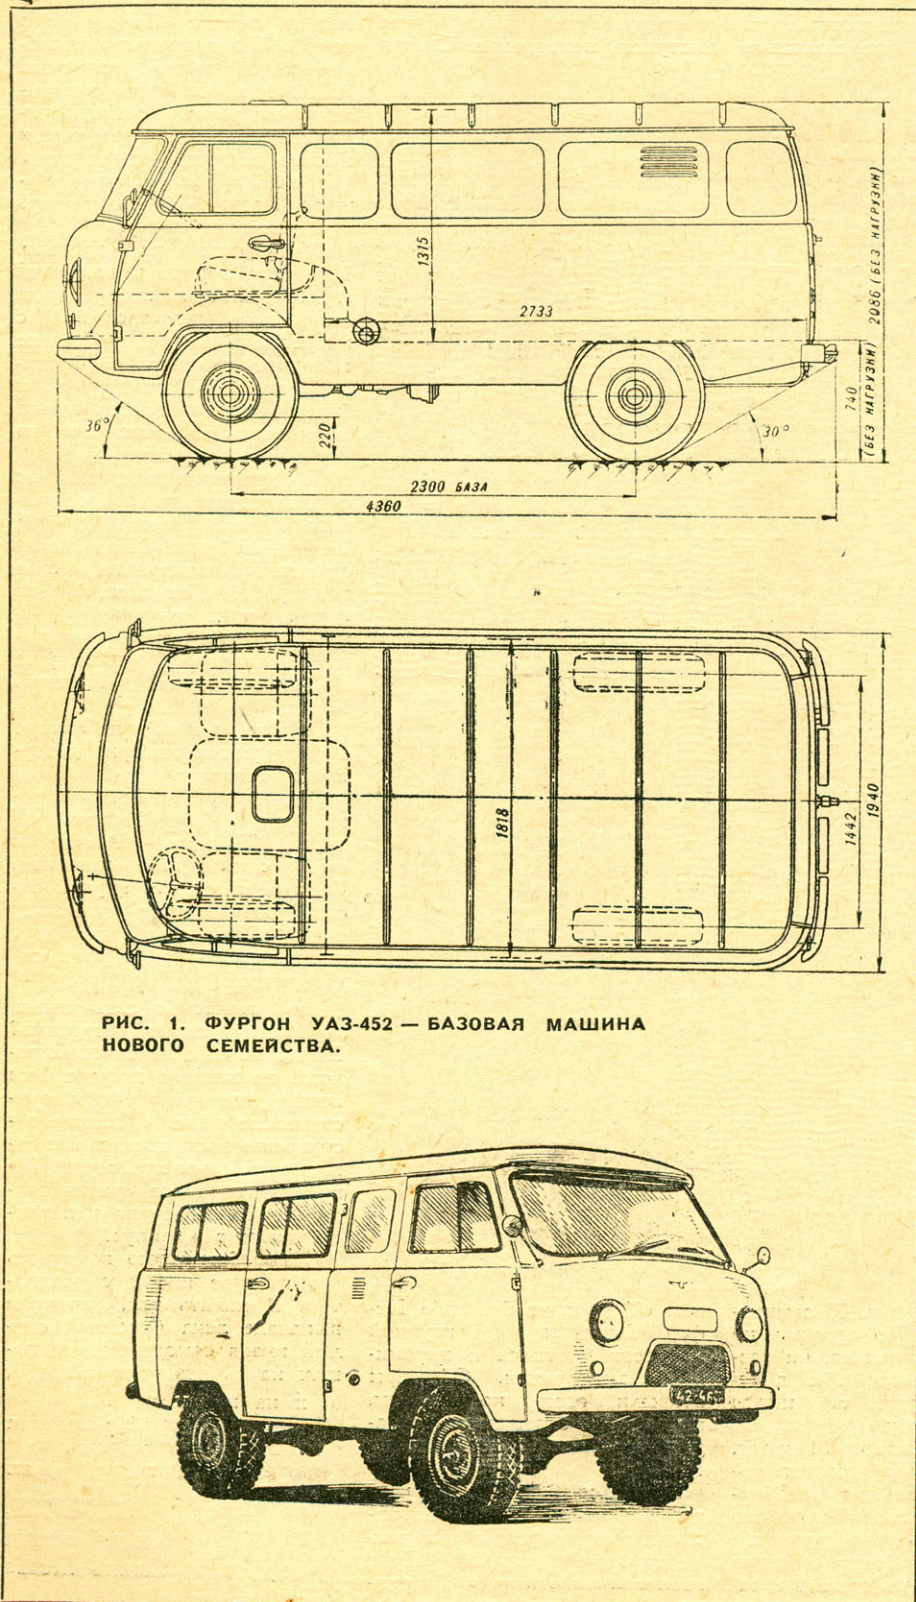 1315
2733
2086 (БЕЗ НАГРУЗКИ)
740
(БЕЗ НАГРУЗКИ)
36°
220
30°
2300 БАЗА
4360
1818
1442
1940
РИС. 1. ФУРГОН УАЗ-452 — БАЗОВАЯ МАШИНА
НОВОГО СЕМЕЙСТВА.